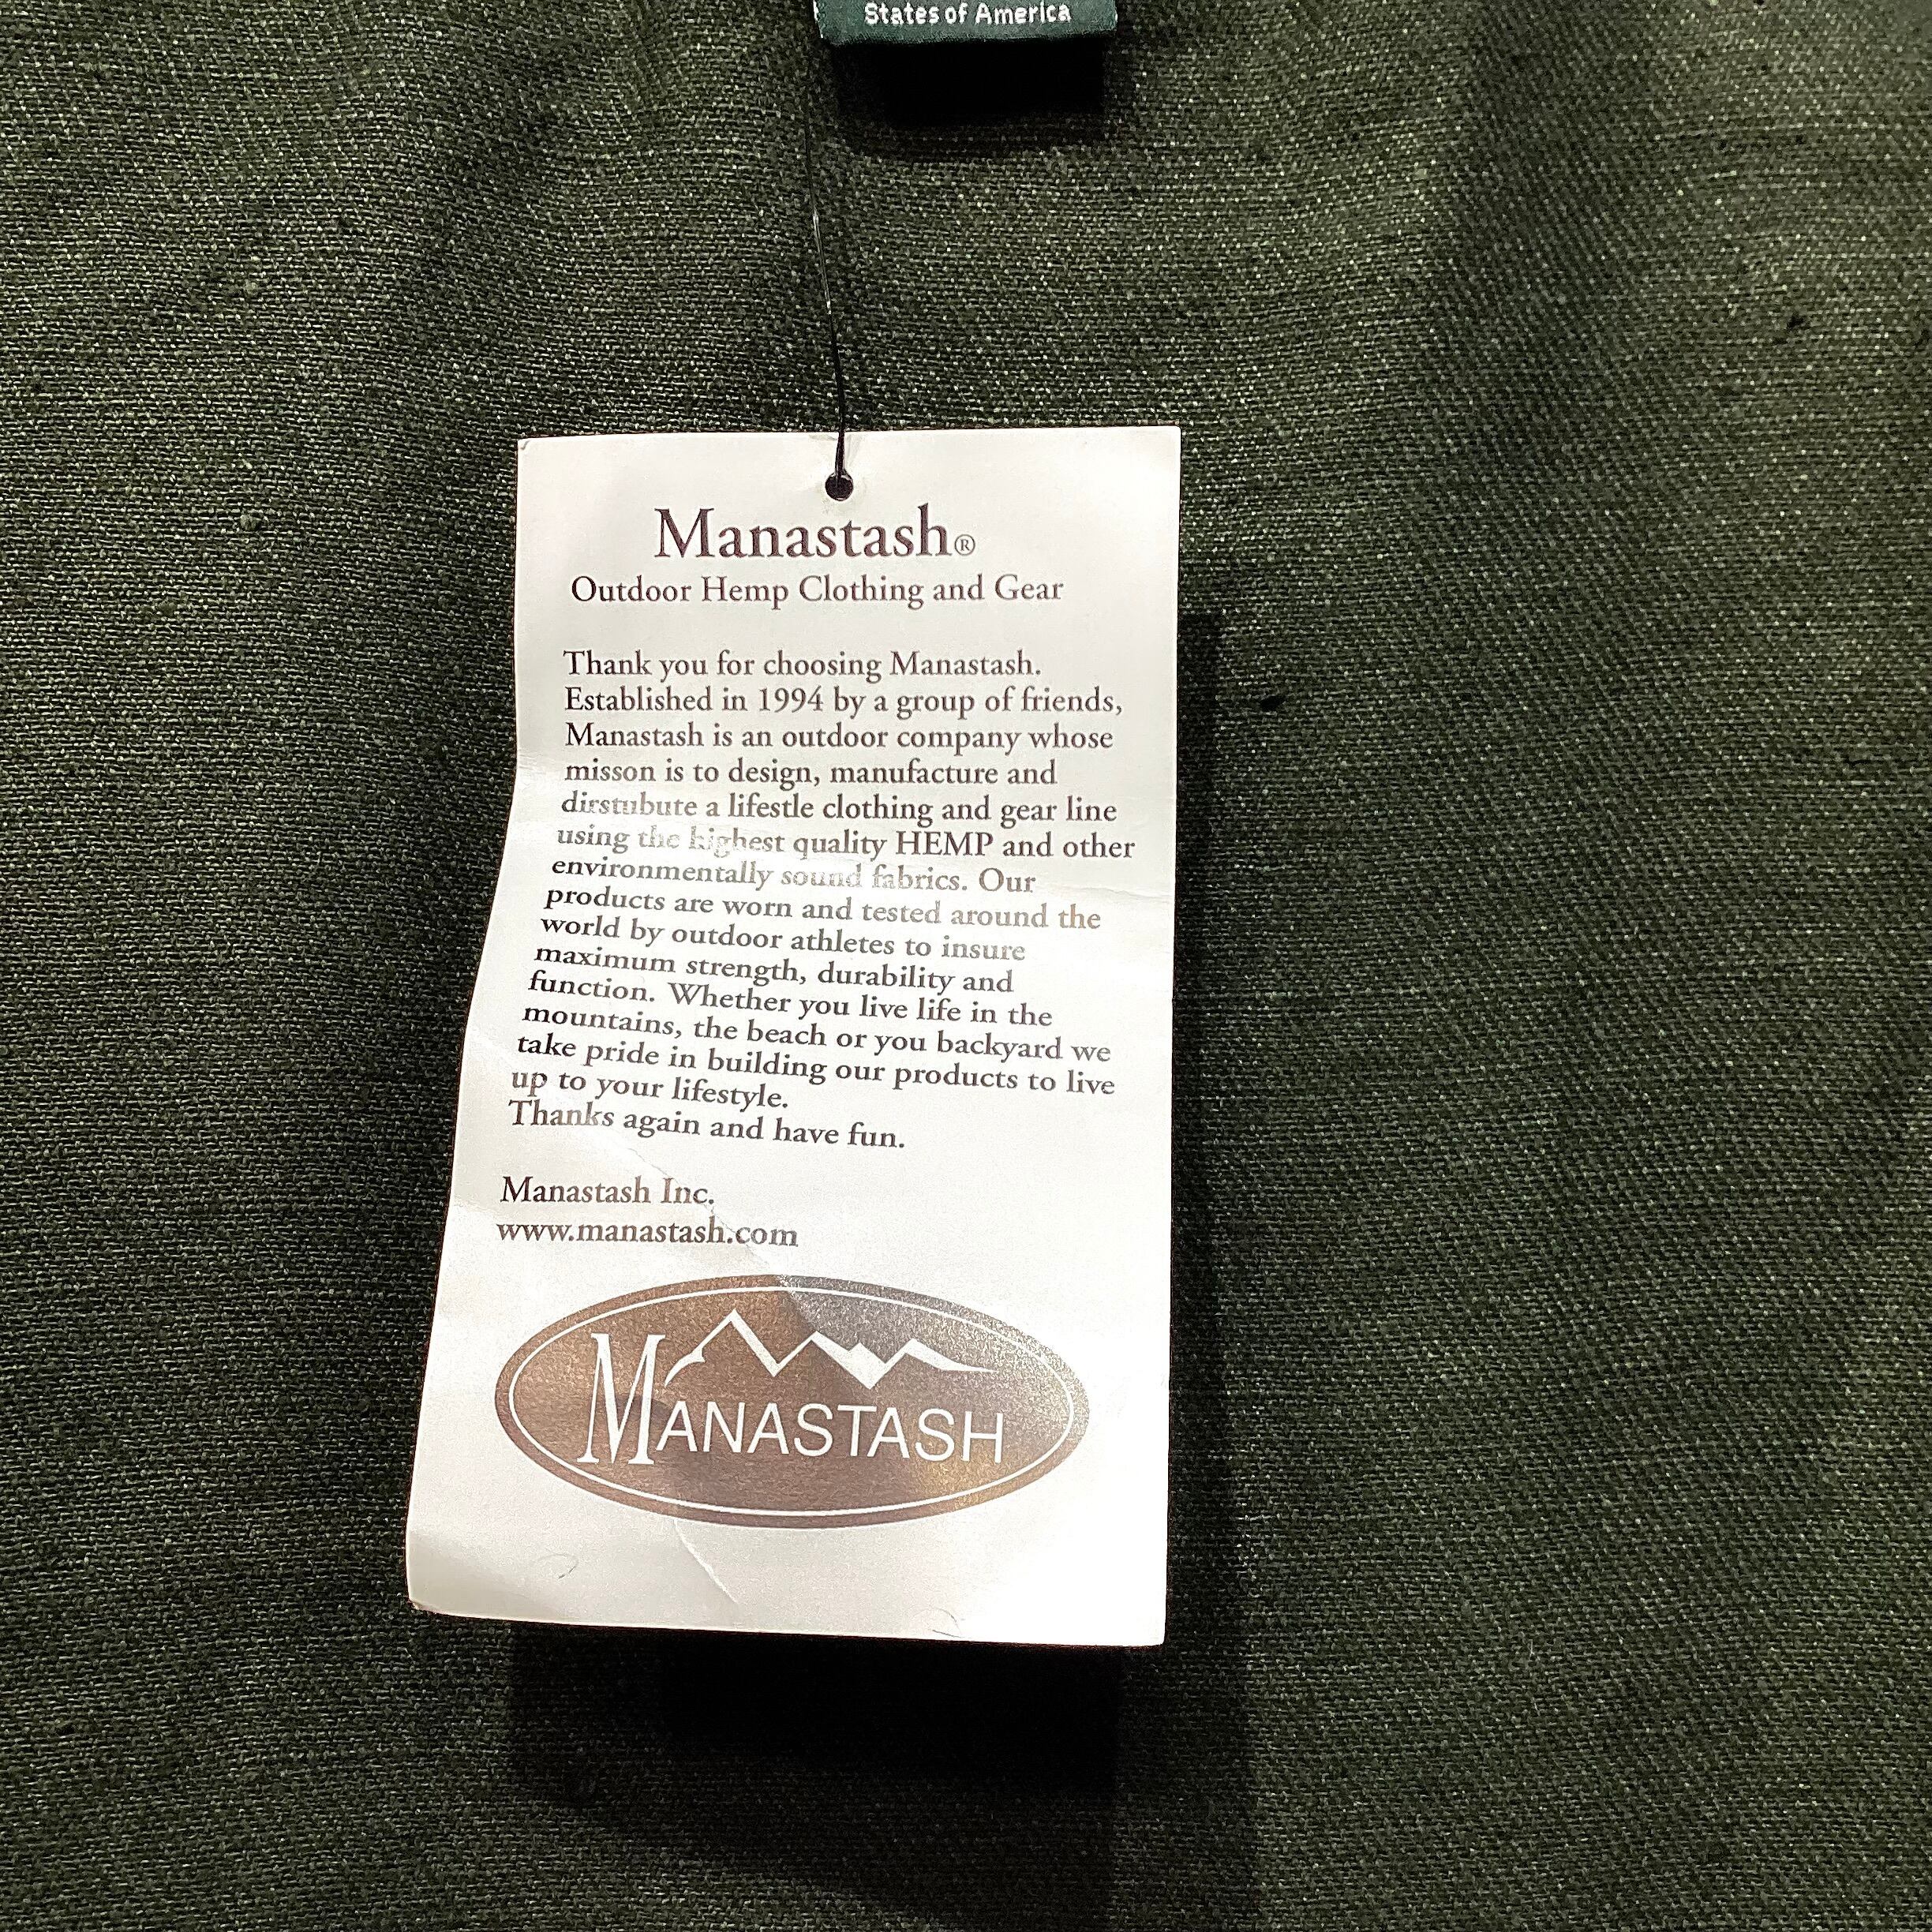 States of America
Manastash®
Outdoor Hemp Clothing and Gear
Thank you for choosing Manastash.
Established in 1994 by a group of friends,
Manastash is an outdoor company whose
misson is to design, manufacture and
dirstubute a lifestle clothing and gear line
using the highest quality HEMP and other
environmentally sound fabrics. Our
products are worn and tested around the
world by outdoor athletes to insure
maximum strength, durability and
function. Whether you live life in the
mountains, the beach or you backyard we
take pride in building our products to live
up to your lifestyle.
Thanks again and have fun.
Manastash Inc.
www.manastash.com
MANASTASH